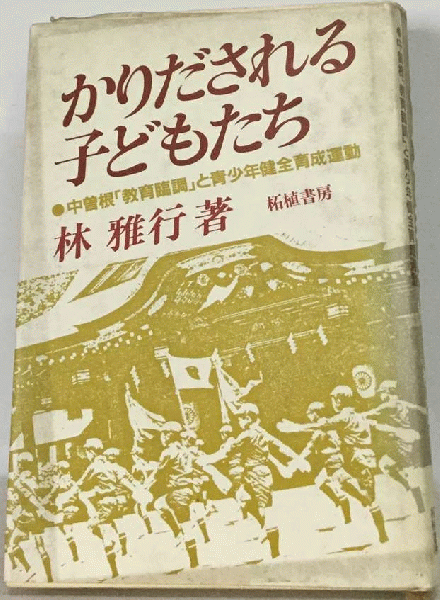 かりだされる
子どもたち
●中曽根「教育臨調」と青少年健全育成運動
林 雅行 著
柘植書房